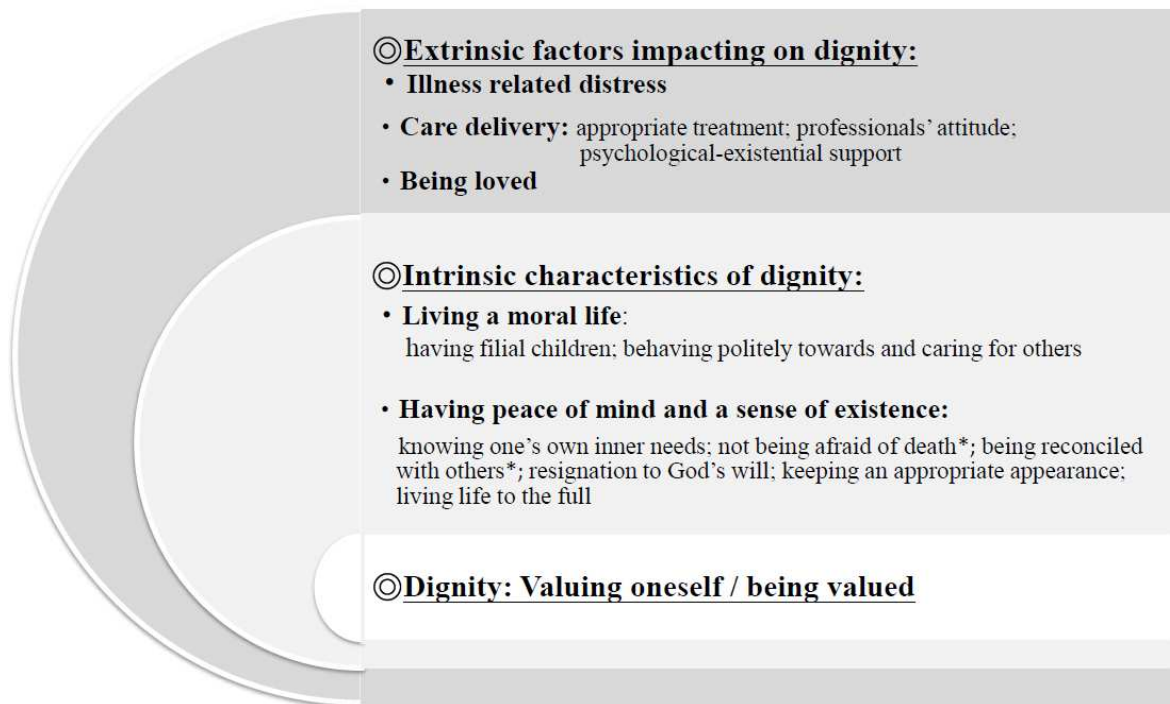 ◎Extrinsic factors impacting on dignity:
• Illness related distress
• Care delivery: appropriate treatment; professionals’ attitude;
psychological-existential support
• Being loved
◎Intrinsic characteristics of dignity:
• Living a moral life:
having filial children; behaving politely towards and caring for others
• Having peace of mind and a sense of existence:
knowing one’s own inner needs; not being afraid of death*; being reconciled
with others*; resignation to God’s will; keeping an appropriate appearance;
living life to the full
◎Dignity: Valuing oneself / being valued